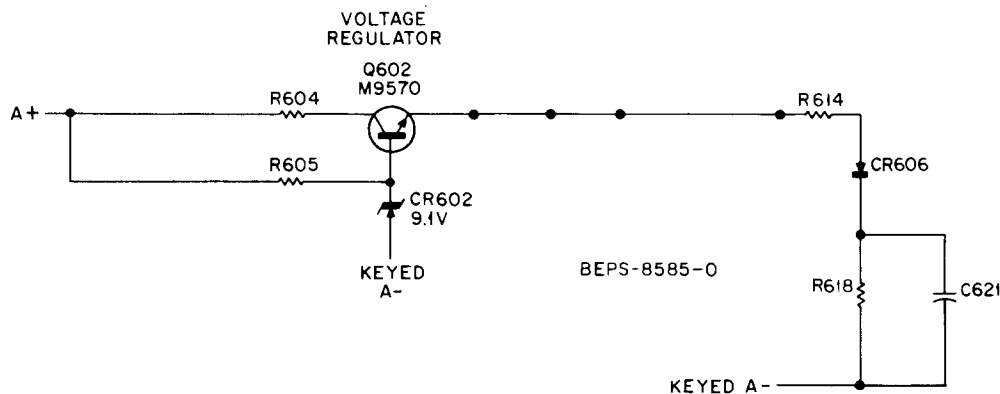 VOLTAGE
REGULATOR
Q602
M9570
A+
R604
R614
R605
CR606
CR602
9.1V
KEYED
A-
BEPS-8585-0
R618
C621
KEYED A-